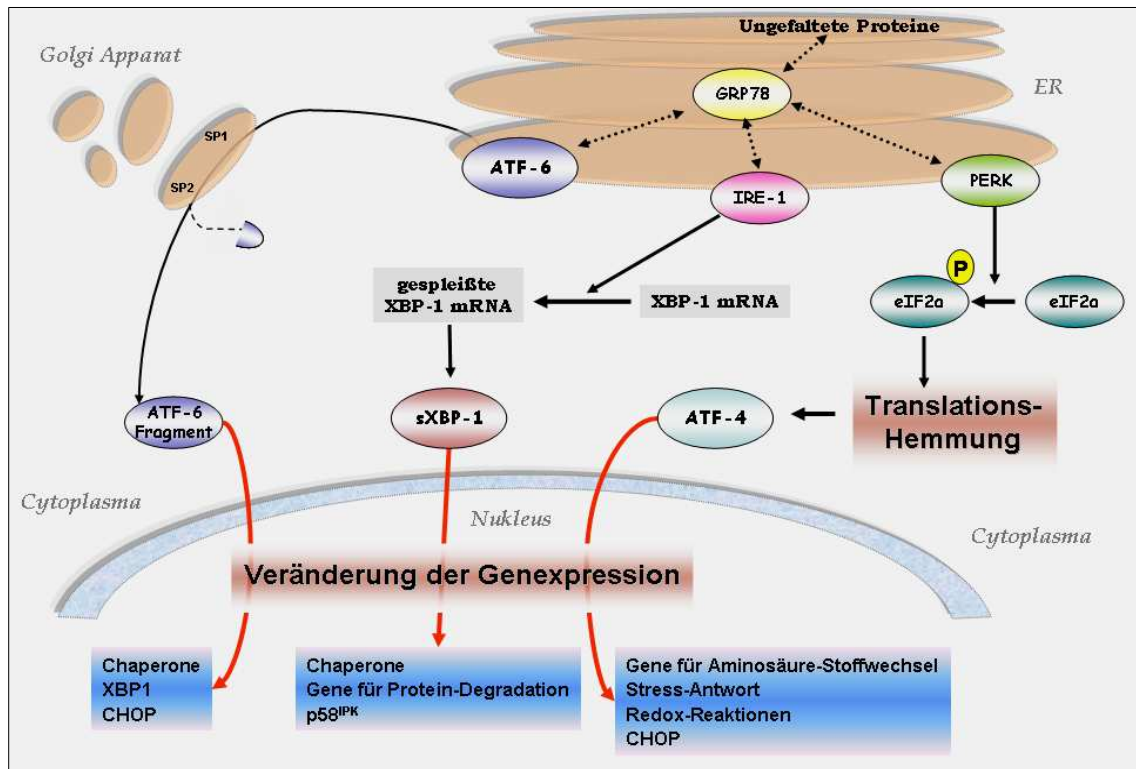 Ungefaltete Proteine
Golgi Apparat
GRP78
ER
SP1
SP2
ATF-6
IRE-1
PERK
P
gespleißte
XBP-1 mRNA
XBP-1 mRNA
eIF2α
eIF2α
ATF-6
Fragment
sXBP-1
ATF-4
Translations-
Hemmung
Cytoplasma
Nukleus
Cytoplasma
Veränderung der Genexpression
Chaperone
XBP1
CHOP
Chaperone
Gene für Protein-Degradation
p58IPK
Gene für Aminosäure-Stoffwechsel
Stress-Antwort
Redox-Reaktionen
CHOP